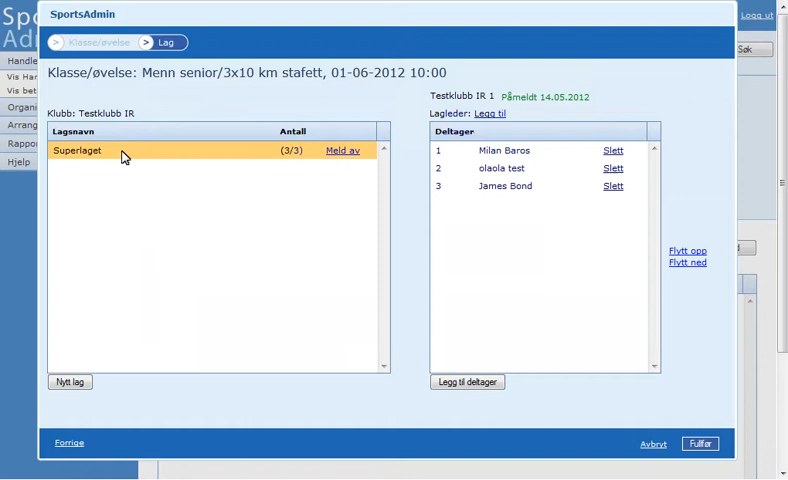 SportsAdmin
Logg ut
> Klasse/øvelse > Lag
Søk
Klasse/øvelse: Menn senior/3x10 km stafett, 01-06-2012 10:00
Testklubb IR 1 Påmeldt 14.05.2012
Klubb: Testklubb IR
Lagleder: Legg til
Lagsnavn Antall
Deltager
Superlaget (3/3) Meld av
1 Milan Baros Slett
2 olaola test Slett
3 James Bond Slett
Flytt opp
Flytt ned
Nytt lag
Legg til deltager
Forrige
Avbryt
Fullfør
Handle
Vis Har
Vis bet
Organi
Arrang
Rappor
Hjelp